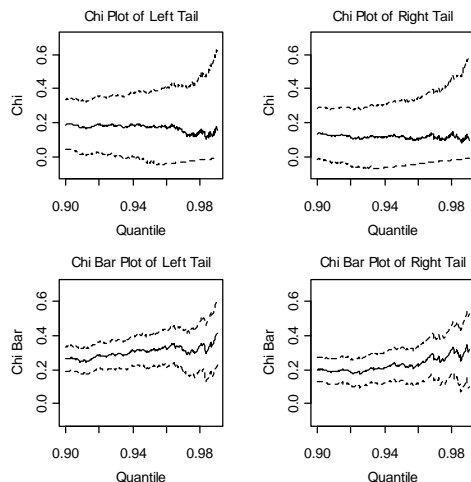 Chi Plot of Left Tail
Chi
0.0 0.2 0.4 0.6
0.90 0.94 0.98
Quantile
Chi Plot of Right Tail
Chi
0.0 0.2 0.4 0.6
0.90 0.94 0.98
Quantile
Chi Bar Plot of Left Tail
Chi Bar
0.0 0.2 0.4 0.6
0.90 0.94 0.98
Quantile
Chi Bar Plot of Right Tail
Chi Bar
0.0 0.2 0.4 0.6
0.90 0.94 0.98
Quantile